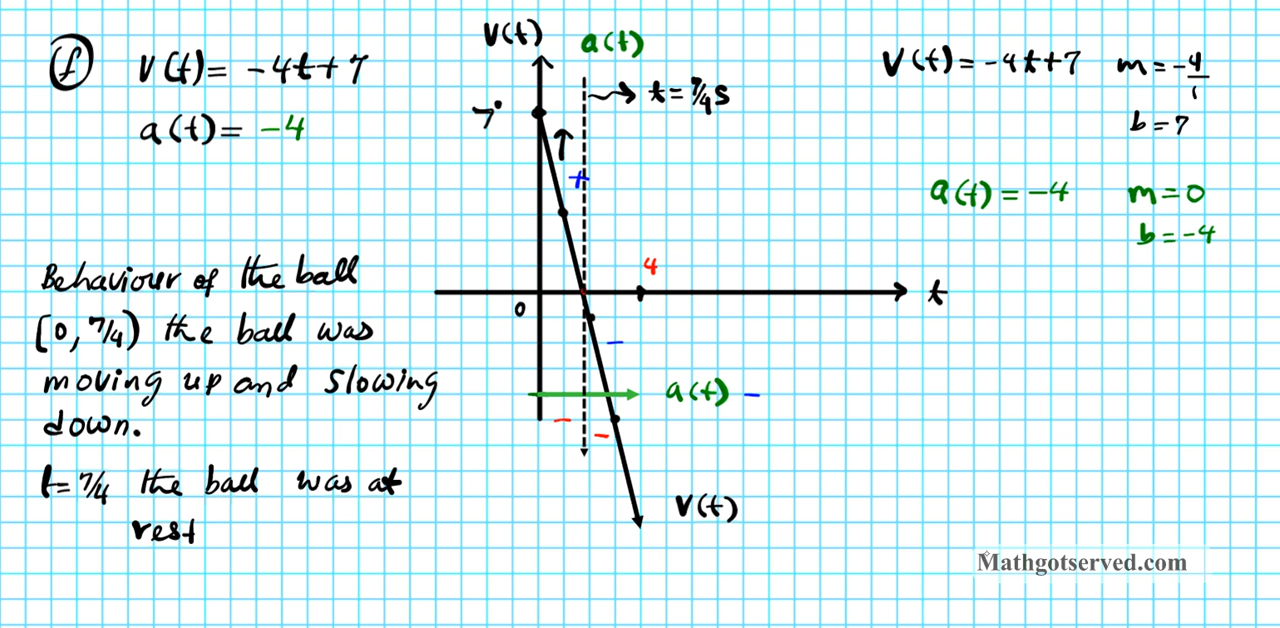 f V(t) = -4t+7
a(t) = -4
Behaviour of the ball
[0, 7/4) the ball was
moving up and slowing
down.
t = 7/4 the ball was at
rest
V(t) a(t)
t = 7/4 s
7
+
4
0
t
-
a(t) -
- -
V(t)
V(t) = -4t+7 m = -4/1
b = 7
a(t) = -4 m = 0
b = -4
Mathgotserved.com